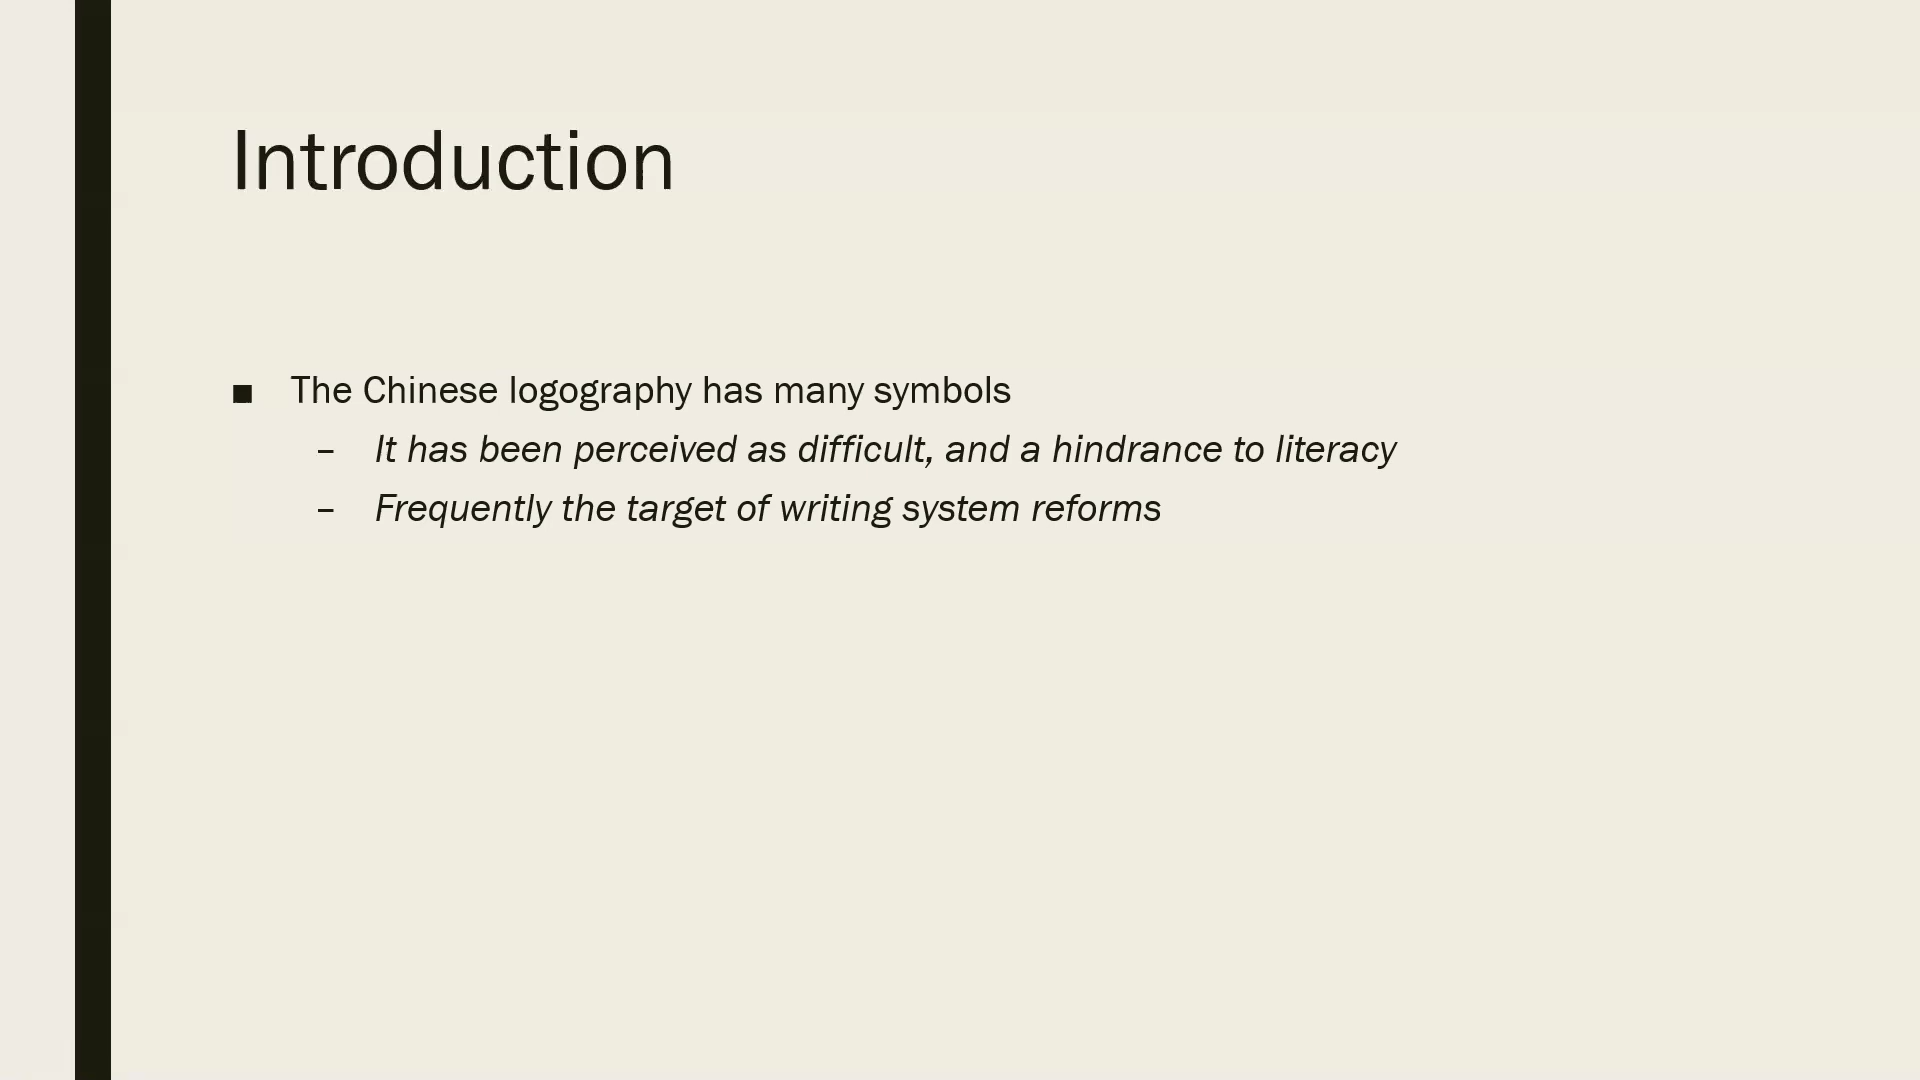 Introduction
■ The Chinese logography has many symbols
– It has been perceived as difficult, and a hindrance to literacy
– Frequently the target of writing system reforms